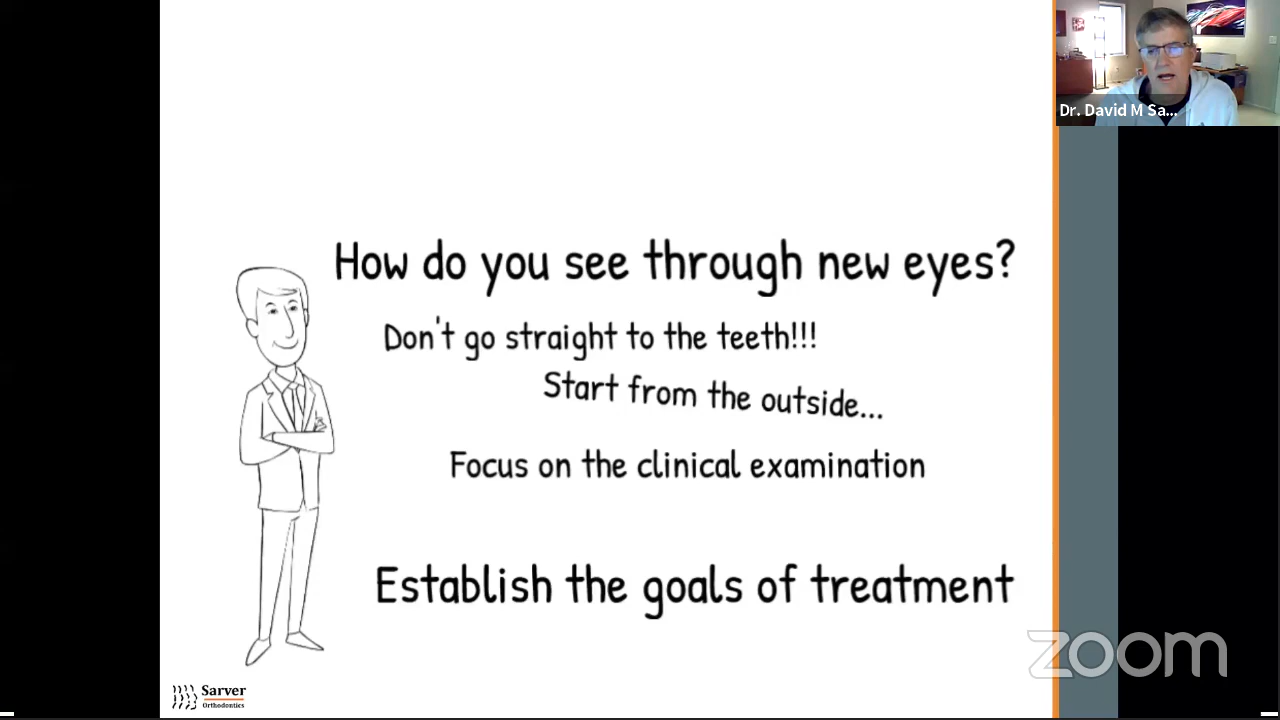 Dr. David M Sa...
How do you see through new eyes?
Don't go straight to the teeth!!!
Start from the outside...
Focus on the clinical examination
Establish the goals of treatment
zoom
Sarver
Orthodontics